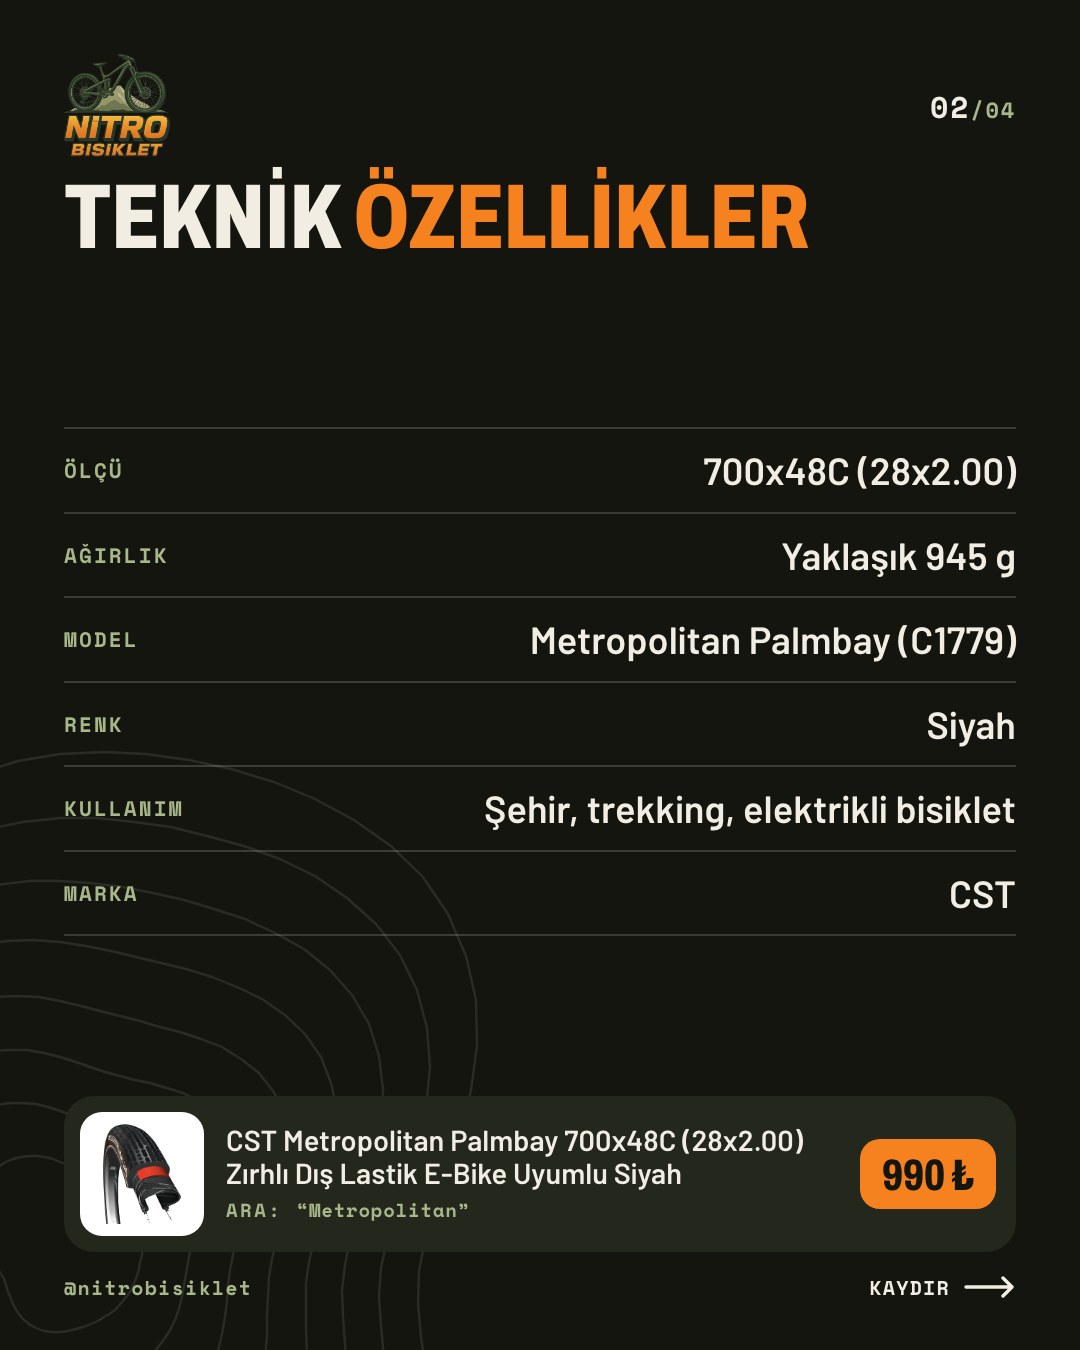 NiTRO
BISIKLET
02/04
TEKNİK ÖZELLİKLER
ÖLÇÜ 700x48C (28x2.00)
AĞIRLIK Yaklaşık 945 g
MODEL Metropolitan Palmbay (C1779)
RENK Siyah
KULLANIM Şehir, trekking, elektrikli bisiklet
MARKA CST
CST Metropolitan Palmbay 700x48C (28x2.00)
Zırhlı Dış Lastik E-Bike Uyumlu Siyah
ARA: “Metropolitan”
990 ₺
@nitrobisiklet
KAYDIR